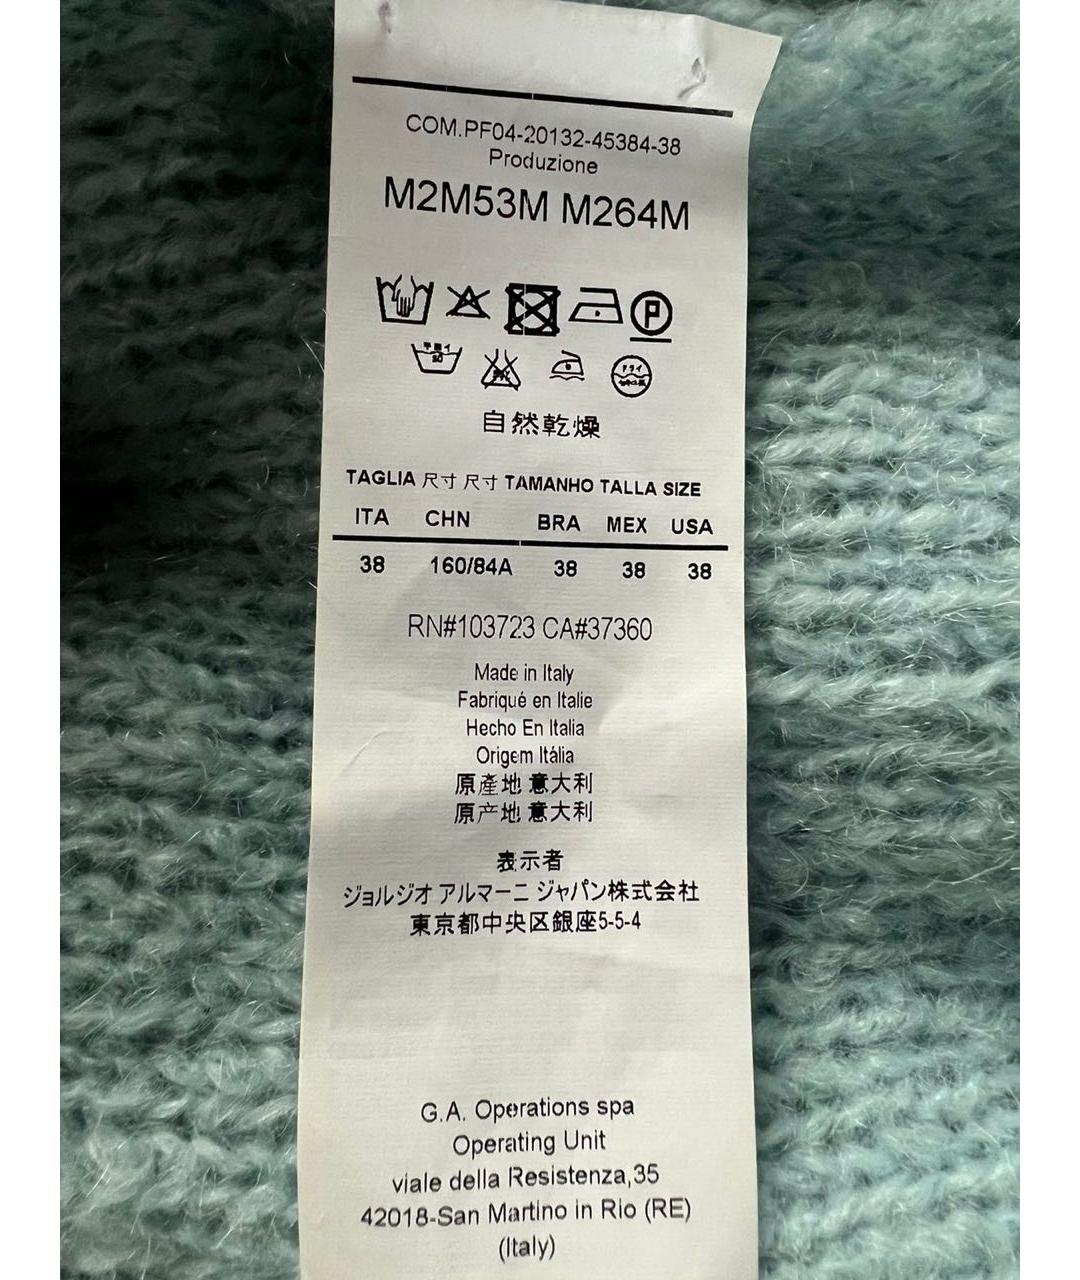 COM.PF04-20132-45384-38
Produzione
M2M53M M264M
P
自然乾燥
TAGLIA 尺寸 尺寸 TAMANHO TALLA SIZE
ITA CHN BRA MEX USA
38 160/84A 38 38 38
RN#103723 CA#37360
Made in Italy
Fabriqué en Italie
Hecho En Italia
Origem Itália
原產地 意大利
原产地 意大利
表示者
ジョルジオ アルマーニ ジャパン株式会社
東京都中央区銀座5-5-4
G.A. Operations spa
Operating Unit
viale della Resistenza,35
42018-San Martino in Rio (RE)
(Italy)